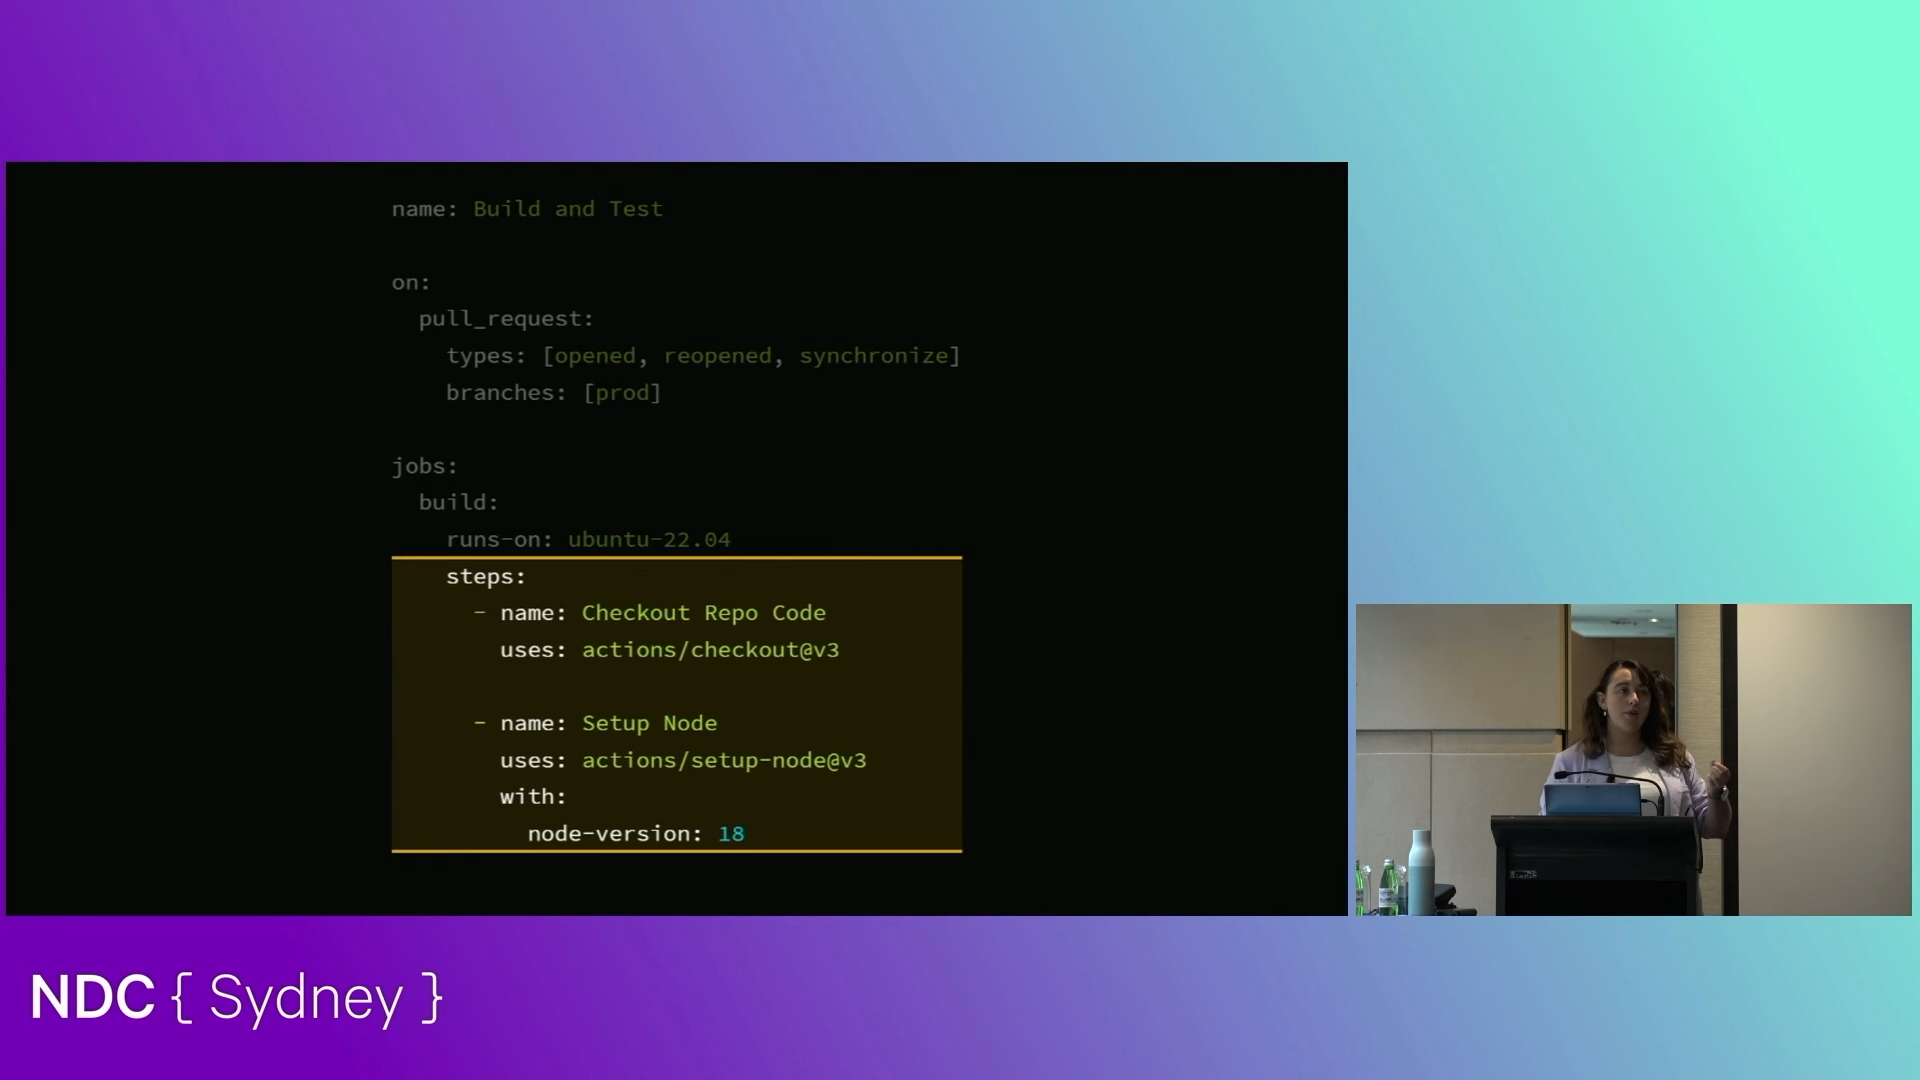 name: Build and Test
on:
pull_request:
types: [opened, reopened, synchronize]
branches: [prod]
jobs:
build:
runs-on: ubuntu-22.04
steps:
- name: Checkout Repo Code
uses: actions/checkout@v3
- name: Setup Node
uses: actions/setup-node@v3
with:
node-version: 18
NDC { Sydney }